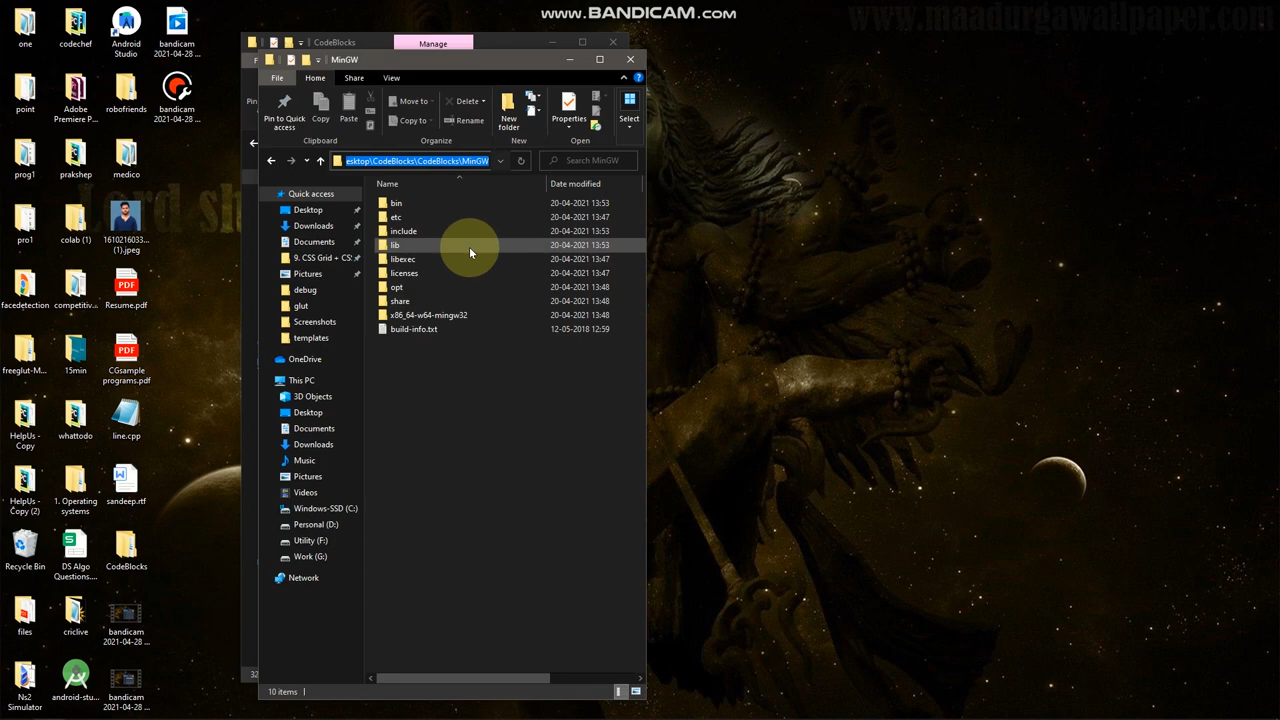 www.BANDICAM.com
one
codechef
Android
Studio
bandicam
2021-04-28 ...
point
Adobe
Premiere P...
robofriends
bandicam
2021-04-28 ...
prog1
prakshep
medico
pro1
colab (1)
1610216033...
(1).jpeg
facedetection
competitiv...
Resume.pdf
freeglut-M...
15min
CGsample
programs.pdf
HelpUs -
Copy
whattodo
line.cpp
HelpUs -
Copy (2)
1. Operating
systems
sandeep.rtf
Recycle Bin
DS Algo
Questions....
CodeBlocks
files
criclive
bandicam
2021-04-28 ...
Ns2
Simulator
android-stu...
bandicam
2021-04-28 ...
CodeBlocks
Manage
MinGW
File
Home
Share
View
Pin to Quick
access
Copy
Paste
Move to
Copy to
Delete
Rename
New
folder
Properties
Select
Clipboard
Organize
New
Open
esktop\CodeBlocks\CodeBlocks\MinGW
Search MinGW
Quick access
Desktop
Downloads
Documents
9. CSS Grid + CS
Pictures
debug
glut
Screenshots
templates
OneDrive
This PC
3D Objects
Desktop
Documents
Downloads
Music
Pictures
Videos
Windows-SSD (C:)
Personal (D:)
Utility (F:)
Work (G:)
Network
Name
Date modified
bin 20-04-2021 13:53
etc 20-04-2021 13:47
include 20-04-2021 13:53
lib 20-04-2021 13:53
libexec 20-04-2021 13:47
licenses 20-04-2021 13:47
opt 20-04-2021 13:48
share 20-04-2021 13:48
x86_64-w64-mingw32 20-04-2021 13:48
build-info.txt 12-05-2018 12:59
10 items